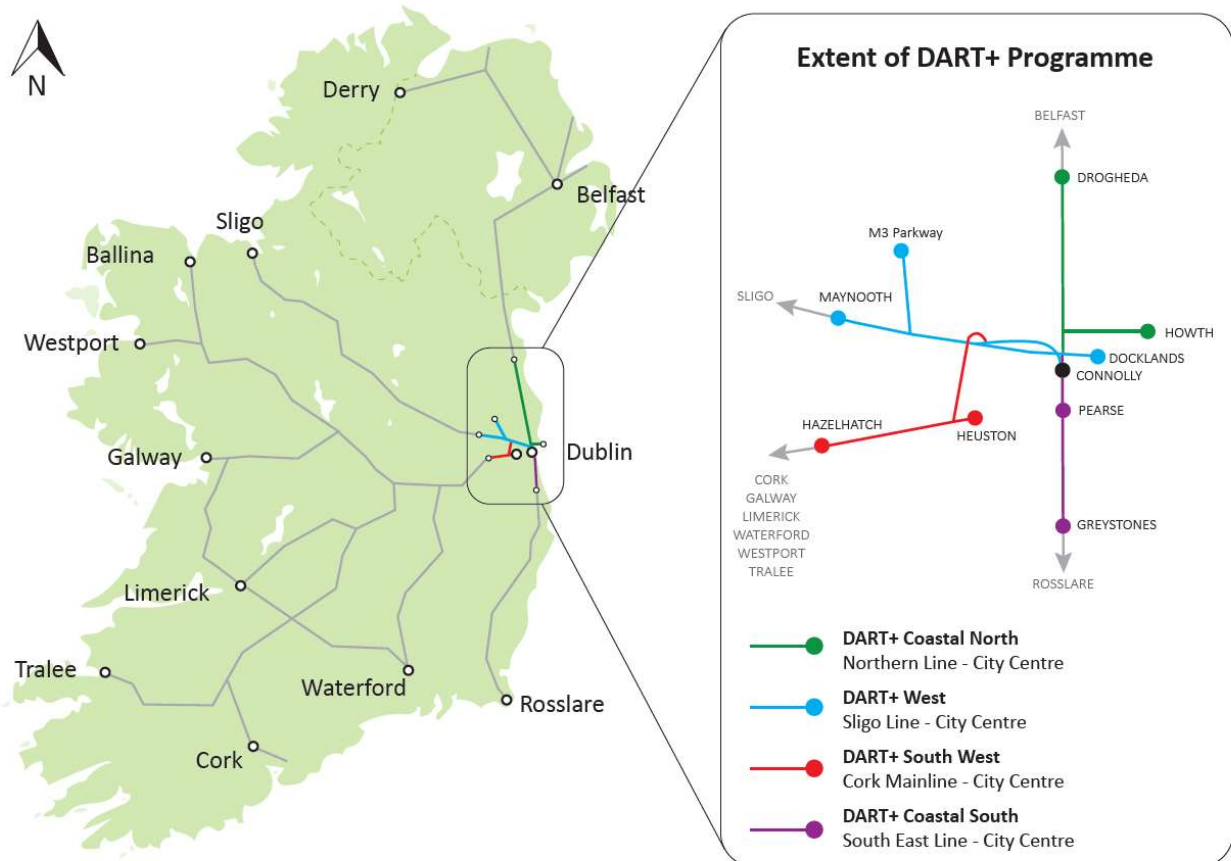 N
Derry
Belfast
Sligo
Ballina
Westport
Galway
Dublin
Limerick
Tralee
Waterford
Rosslare
Cork
Extent of DART+ Programme
BELFAST
DROGHEDA
M3 Parkway
SLIGO
MAYNOOTH
HOWTH
DOCKLANDS
CONNOLLY
PEARSE
HAZELHATCH
HEUSTON
CORK
GALWAY
LIMERICK
WATERFORD
WESTPORT
TRALEE
GREYSTONES
ROSSLARE
DART+ Coastal North
Northern Line - City Centre
DART+ West
Sligo Line - City Centre
DART+ South West
Cork Mainline - City Centre
DART+ Coastal South
South East Line - City Centre